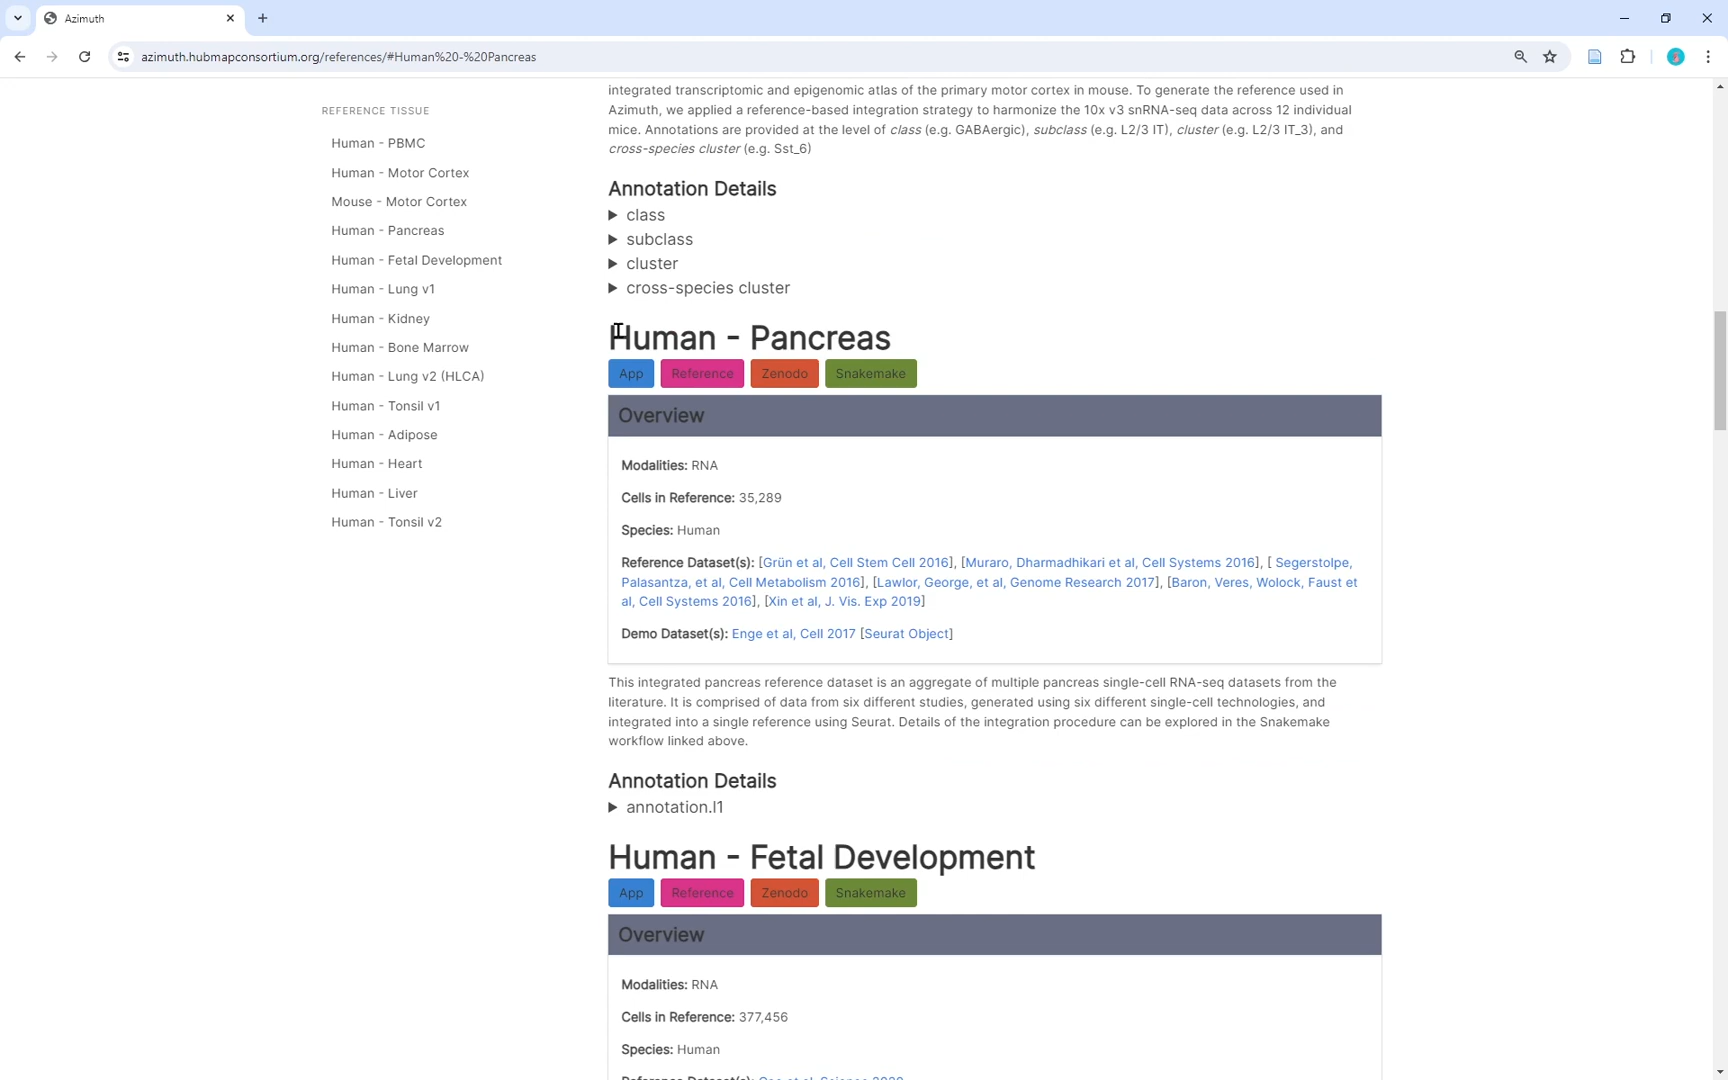 Azimuth
azimuth.hubmapconsortium.org/references/#Human%20-%20Pancreas
REFERENCE TISSUE
Human - PBMC
Human - Motor Cortex
Mouse - Motor Cortex
Human - Pancreas
Human - Fetal Development
Human - Lung v1
Human - Kidney
Human - Bone Marrow
Human - Lung v2 (HLCA)
Human - Tonsil v1
Human - Adipose
Human - Heart
Human - Liver
Human - Tonsil v2
integrated transcriptomic and epigenomic atlas of the primary motor cortex in mouse. To generate the reference used in
Azimuth, we applied a reference-based integration strategy to harmonize the 10x v3 snRNA-seq data across 12 individual
mice. Annotations are provided at the level of class (e.g. GABAergic), subclass (e.g. L2/3 IT), cluster (e.g. L2/3 IT_3), and
cross-species cluster (e.g. Sst_6)
Annotation Details
class
subclass
cluster
cross-species cluster
Human - Pancreas
App Reference Zenodo Snakemake
Overview
Modalities: RNA
Cells in Reference: 35,289
Species: Human
Reference Dataset(s): [Grün et al, Cell Stem Cell 2016], [Muraro, Dharmadhikari et al, Cell Systems 2016], [ Segerstolpe,
Palasantza, et al, Cell Metabolism 2016], [Lawlor, George, et al, Genome Research 2017], [Baron, Veres, Wolock, Faust et
al, Cell Systems 2016], [Xin et al, J. Vis. Exp 2019]
Demo Dataset(s): Enge et al, Cell 2017 [Seurat Object]
This integrated pancreas reference dataset is an aggregate of multiple pancreas single-cell RNA-seq datasets from the
literature. It is comprised of data from six different studies, generated using six different single-cell technologies, and
integrated into a single reference using Seurat. Details of the integration procedure can be explored in the Snakemake
workflow linked above.
Annotation Details
annotation.l1
Human - Fetal Development
App Reference Zenodo Snakemake
Overview
Modalities: RNA
Cells in Reference: 377,456
Species: Human
Reference Dataset(s): Cao et al, Science 2020